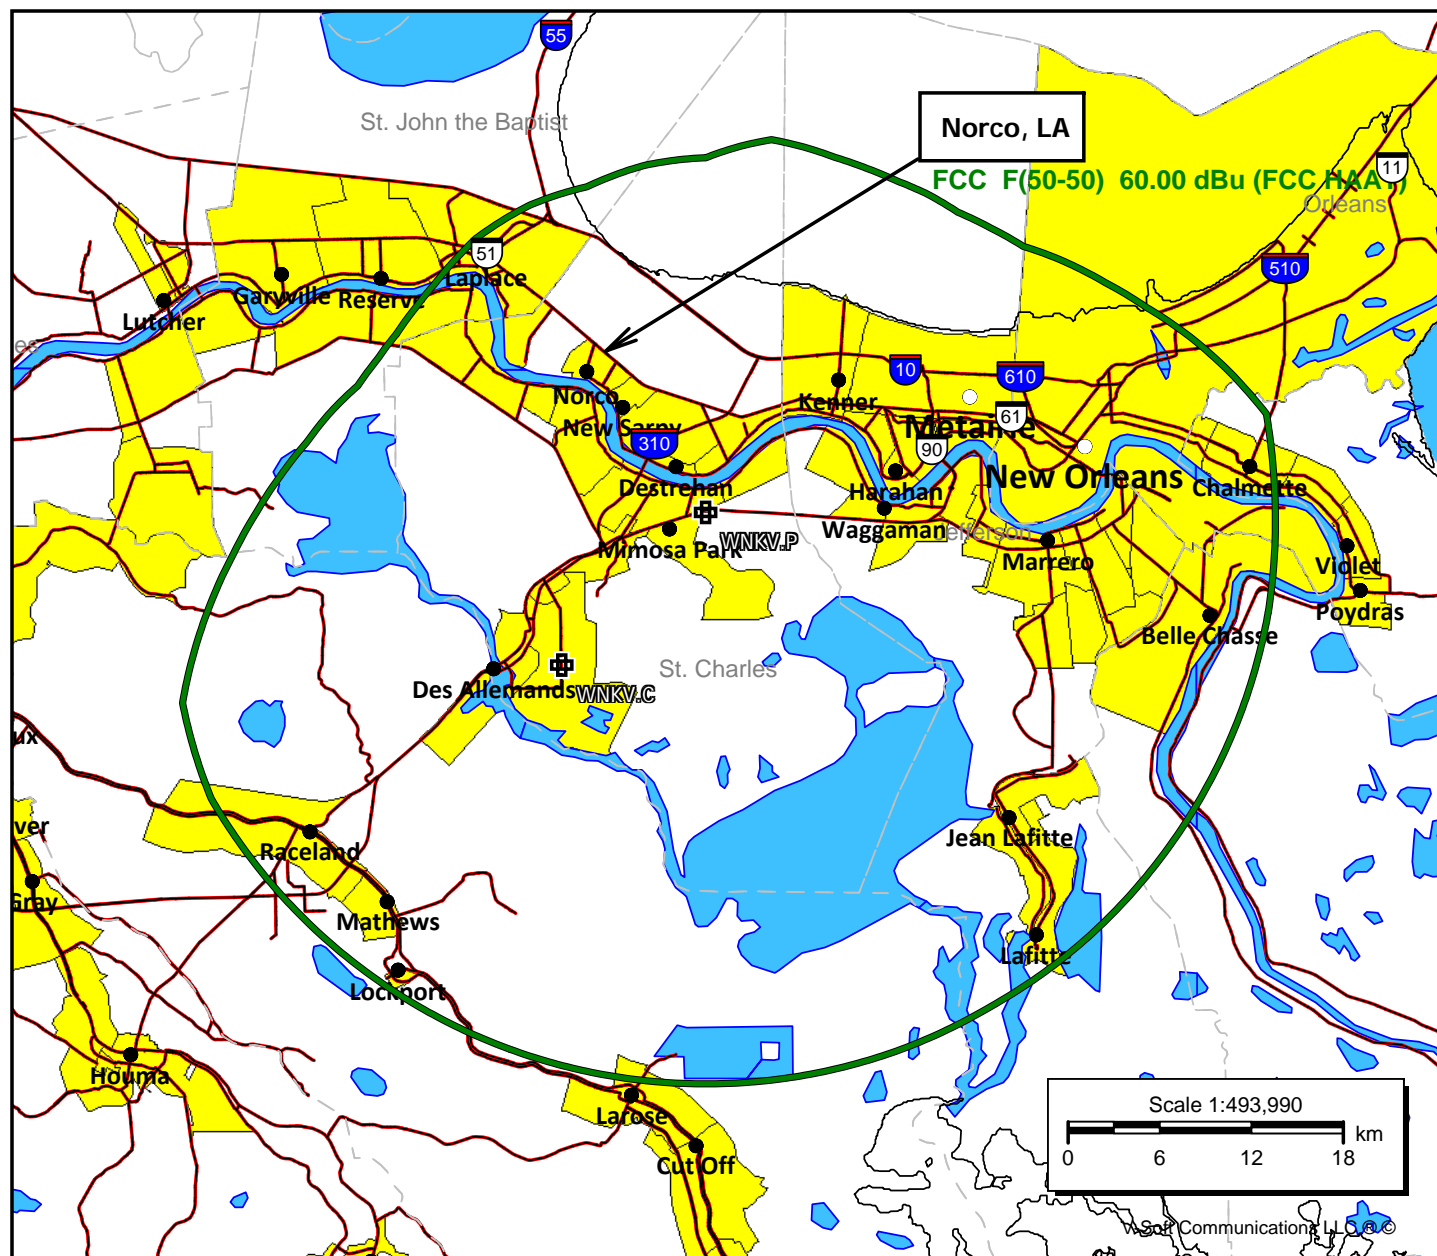 55
St. John the Baptist
Norco, LA
FCC F(50-50) 60.00 dBu (FCC HAAT)
11
Orleans
51
510
Laplace
Garyville
Reserve
Lutcher
es
10
610
Norco
Kenner
61
New Sarpy
Metairie
90
310
New Orleans
Destrehan
Harahan
Chalmette
Waggaman
Jefferson
Mimosa Park
WNKV.P
Marrero
Violet
Poydras
Belle Chasse
St. Charles
Des Allemands
WNKV.C
ux
ver
Jean Lafitte
Raceland
Gray
Mathews
Lafitte
Lockport
Houma
Larose
Scale 1:493,990
km
0 6 12 18
Cut Off
V-Soft Communications LLC ® ©